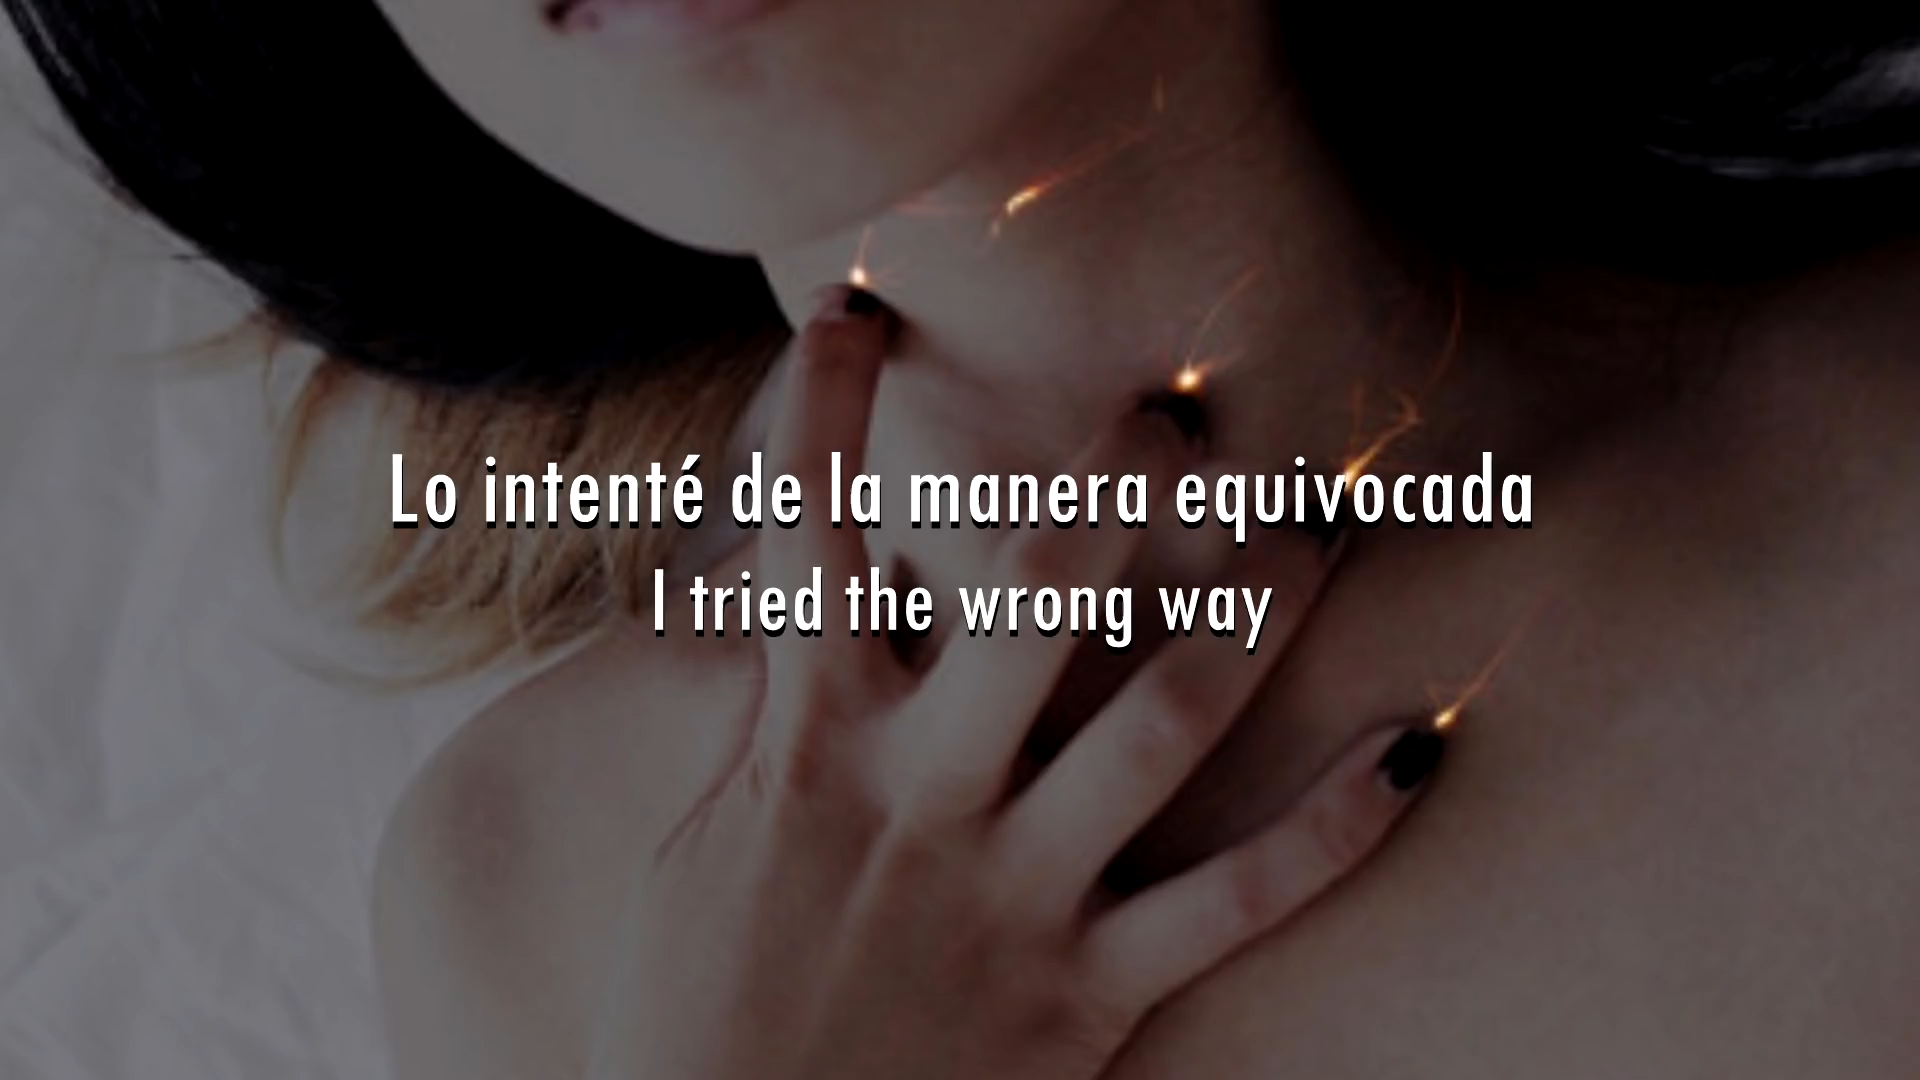 Lo intenté de la manera equivocada
I tried the wrong way